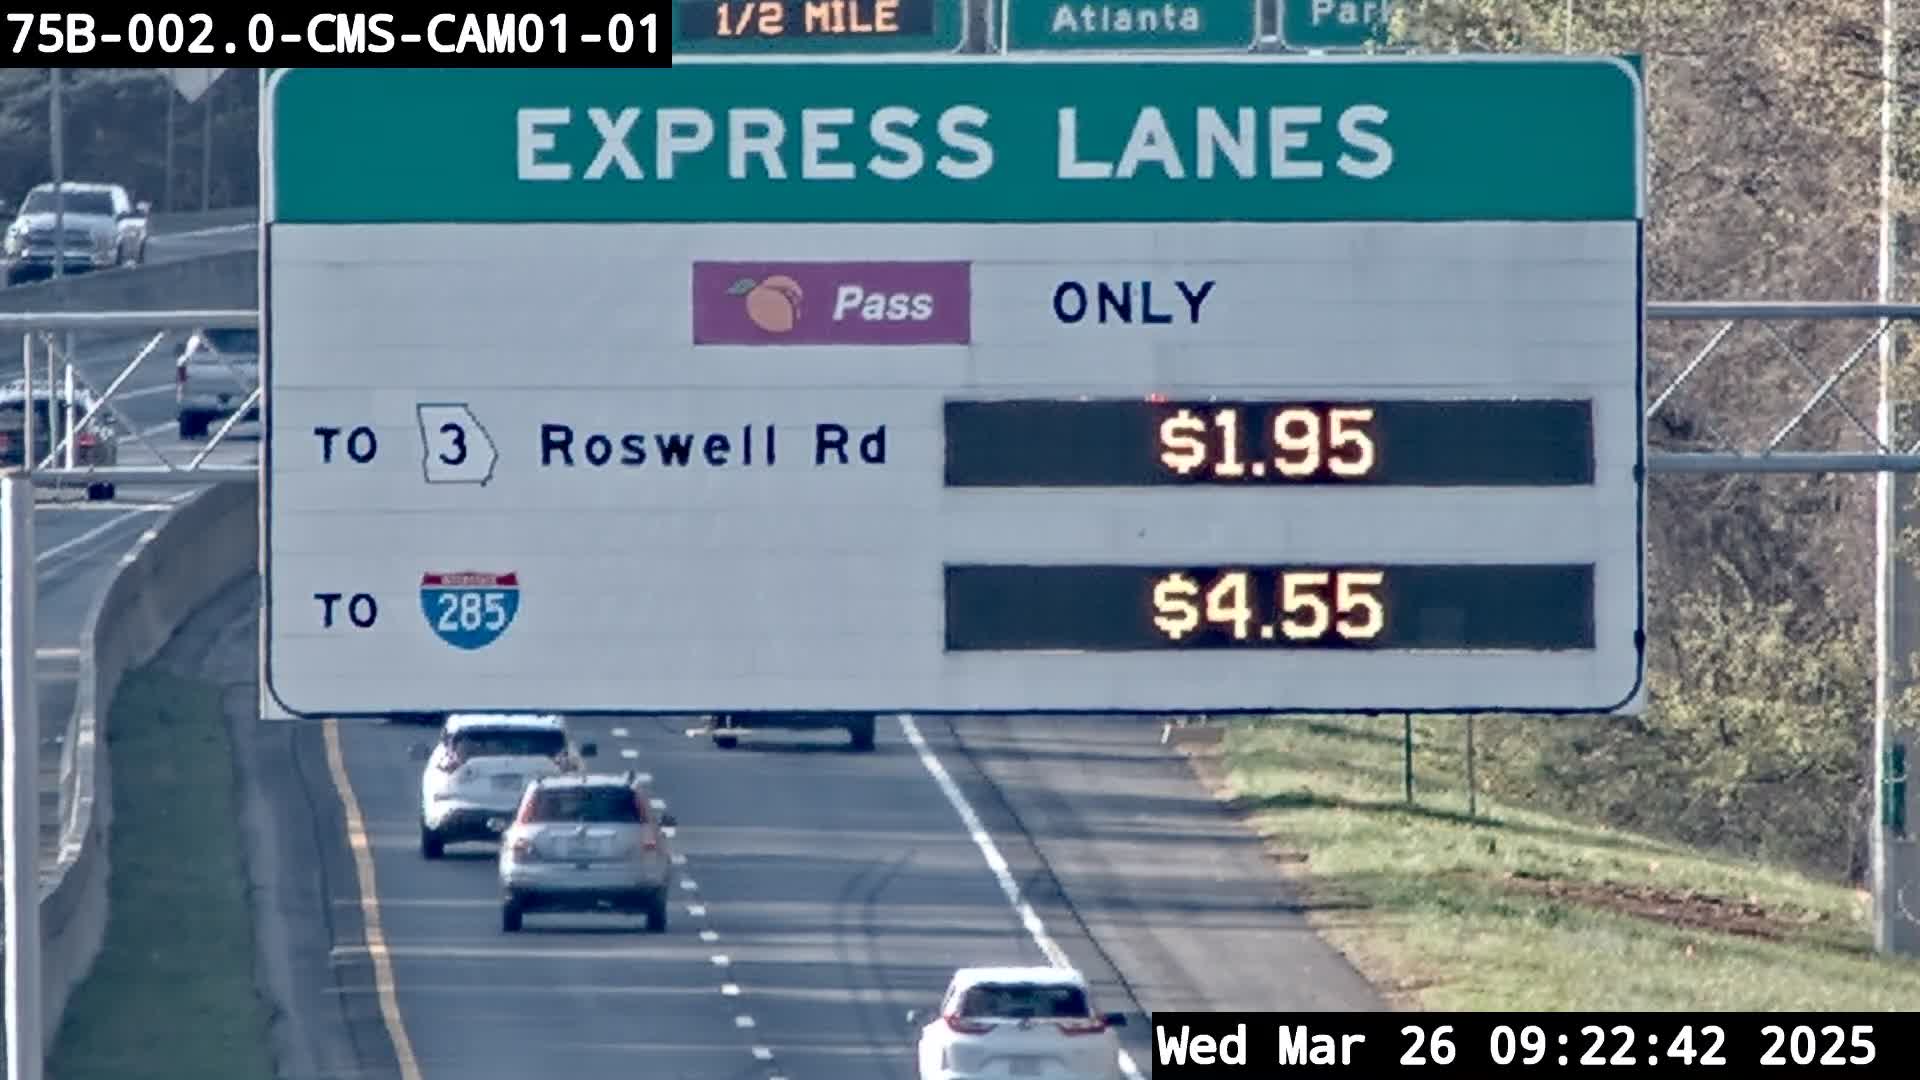 75B-002.0-CMS-CAM01-01
1/2 MILE
Atlanta
EXPRESS LANES
Pass ONLY
TO 3 Roswell Rd $1.95
TO 285 $4.55
Wed Mar 26 09:22:42 2025